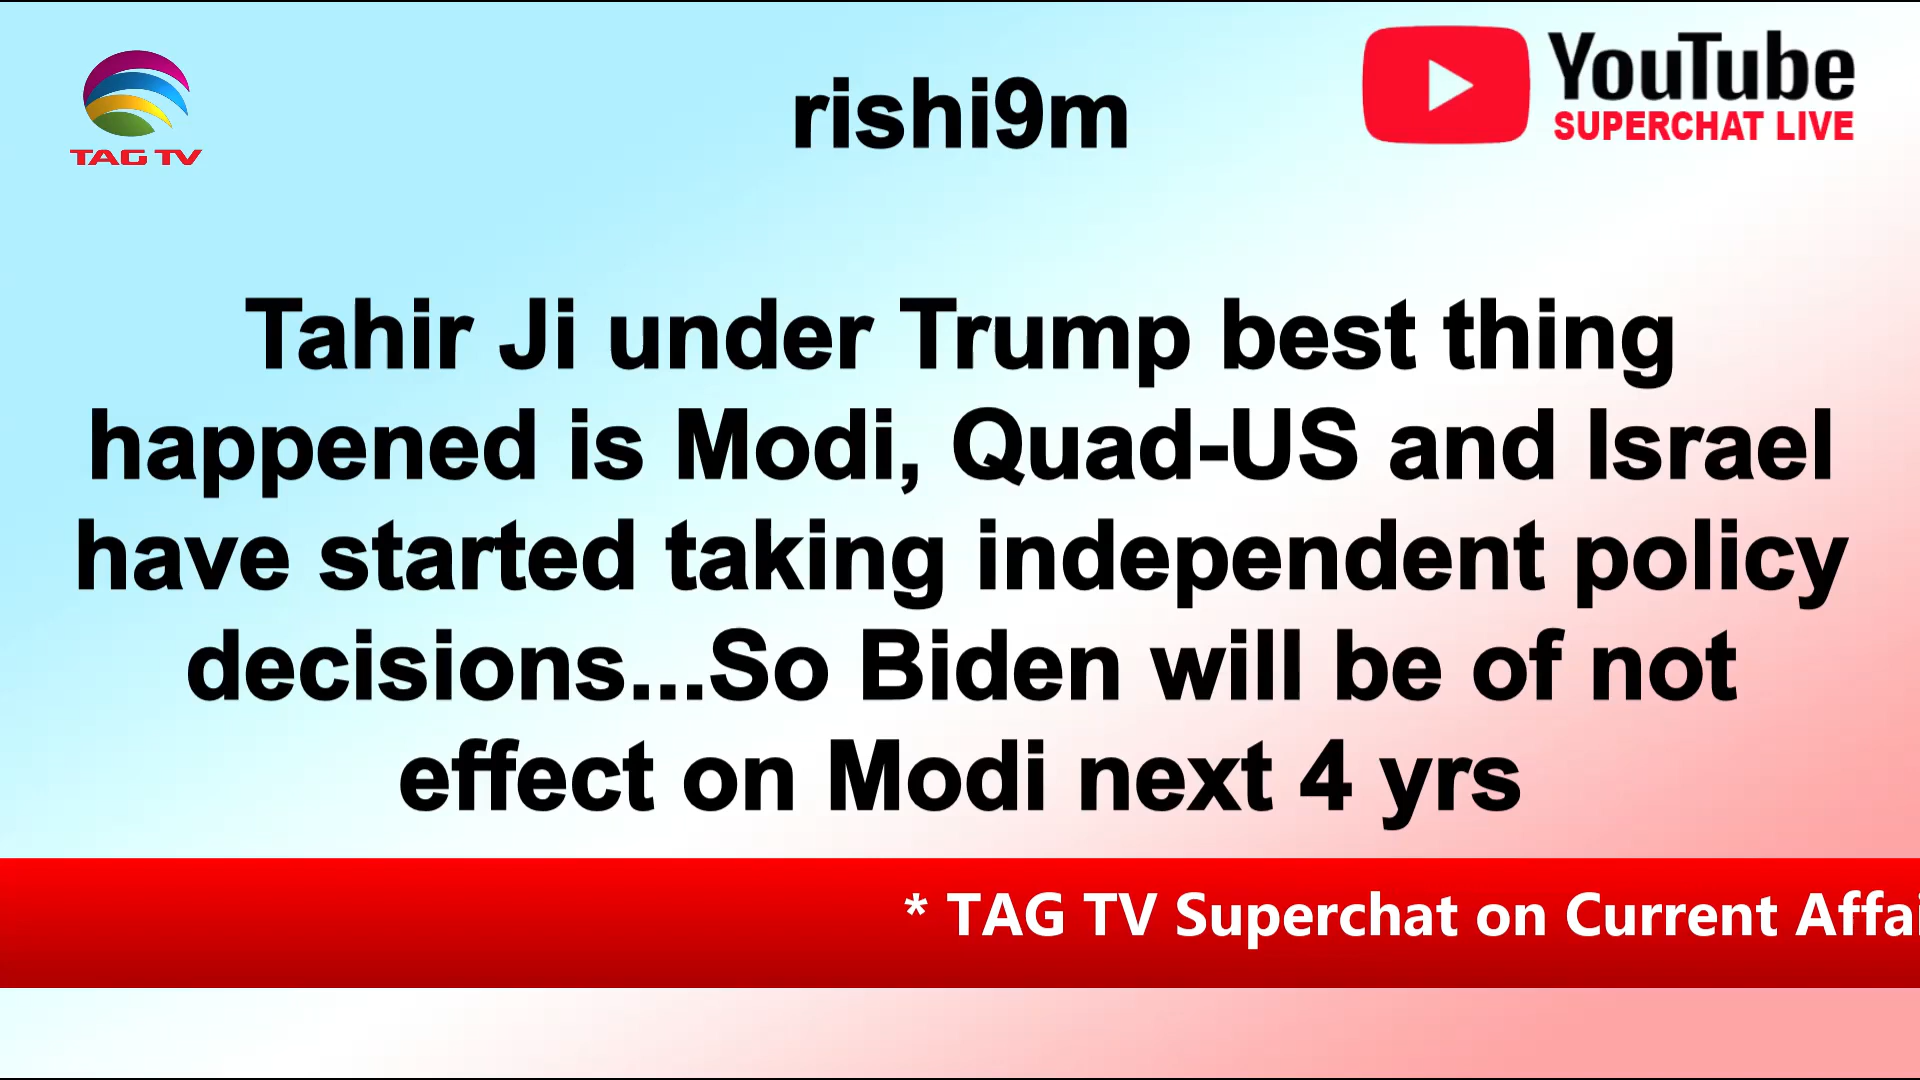 TAG TV
rishi9m
YouTube
SUPERCHAT LIVE
Tahir Ji under Trump best thing
happened is Modi, Quad-US and Israel
have started taking independent policy
decisions...So Biden will be of not
effect on Modi next 4 yrs
* TAG TV Superchat on Current Affai